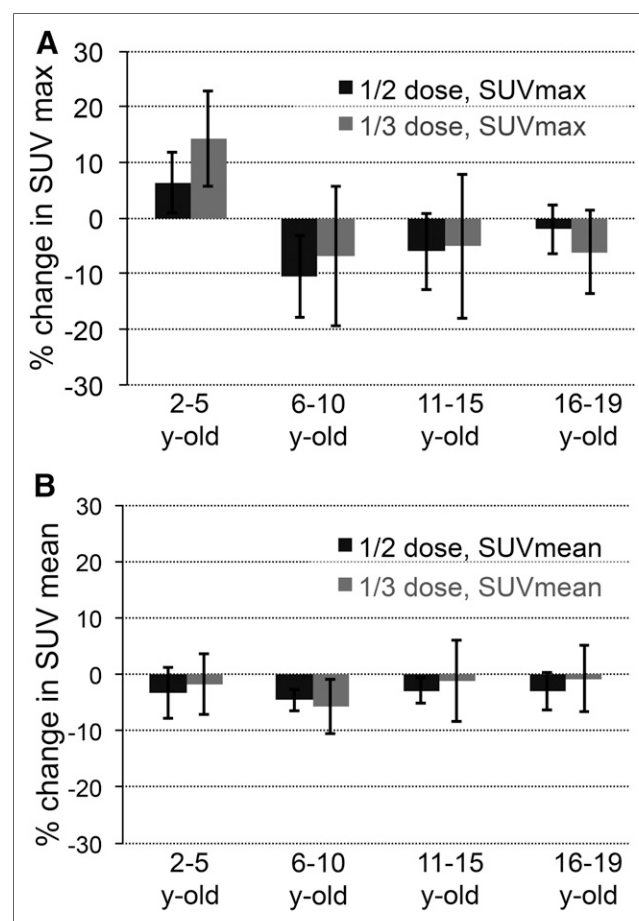 A
% change in SUV max
30
20
10
0
-10
-20
-30
1/2 dose, SUVmax
1/3 dose, SUVmax
2-5
y-old
6-10
y-old
11-15
y-old
16-19
y-old
B
% change in SUV mean
30
20
10
0
-10
-20
-30
1/2 dose, SUVmean
1/3 dose, SUVmean
2-5
y-old
6-10
y-old
11-15
y-old
16-19
y-old